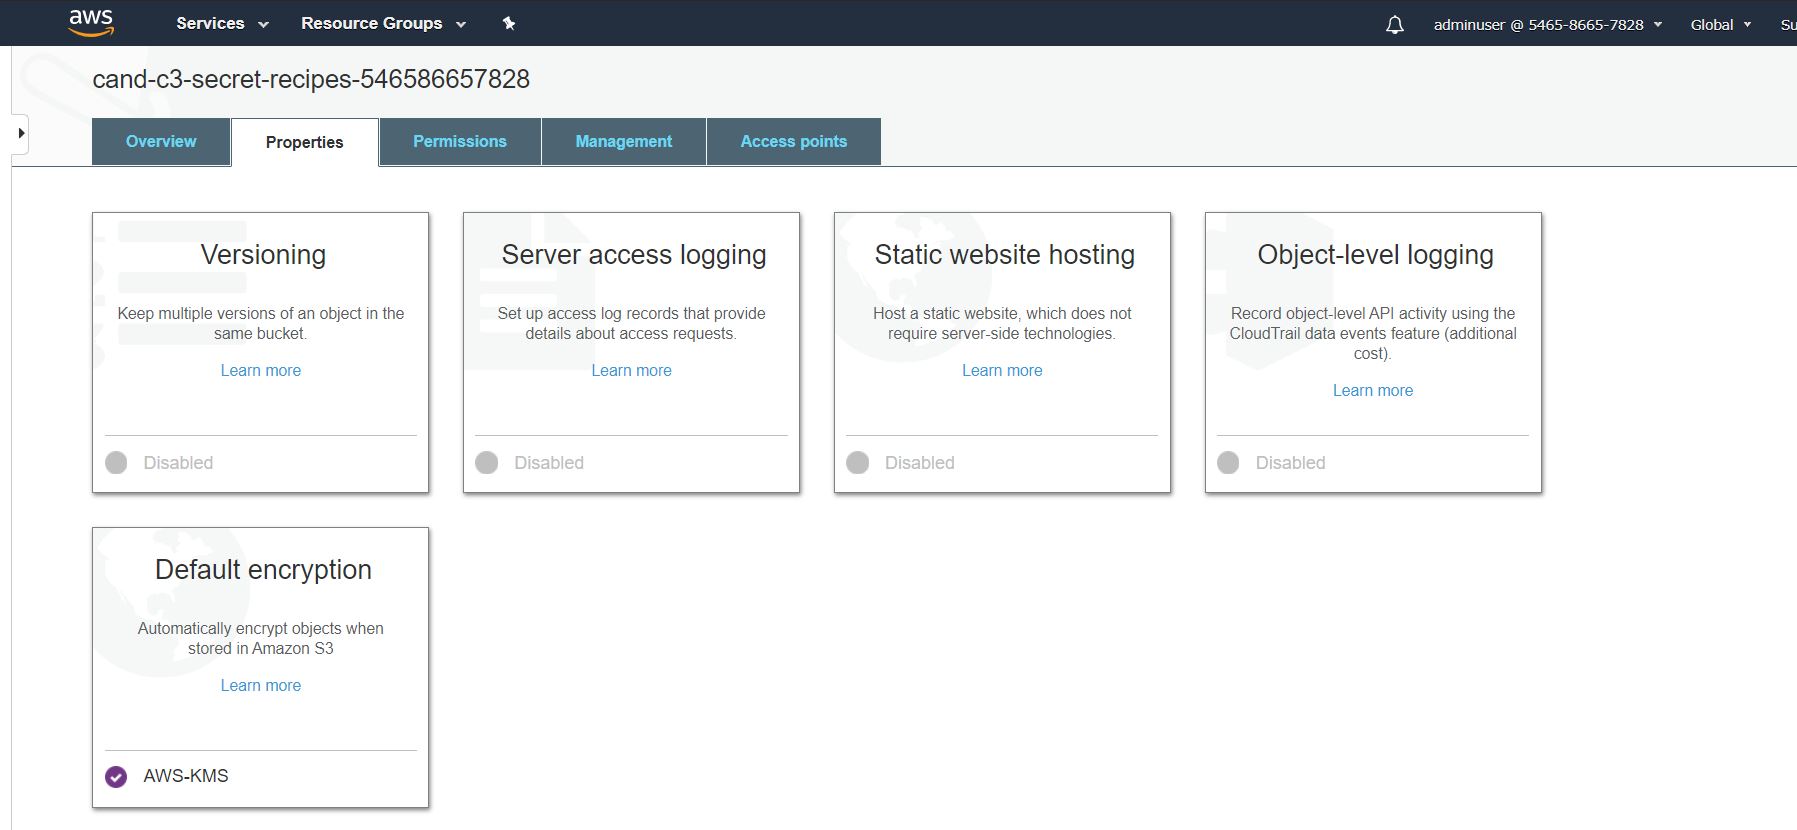 aws Services Resource Groups adminuser @ 5465-8665-7828 Global Su
cand-c3-secret-recipes-546586657828
Overview Properties Permissions Management Access points
Versioning
Keep multiple versions of an object in the
same bucket.
Learn more
Disabled
Server access logging
Set up access log records that provide
details about access requests.
Learn more
Disabled
Static website hosting
Host a static website, which does not
require server-side technologies.
Learn more
Disabled
Object-level logging
Record object-level API activity using the
CloudTrail data events feature (additional
cost).
Learn more
Disabled
Default encryption
Automatically encrypt objects when
stored in Amazon S3
Learn more
AWS-KMS